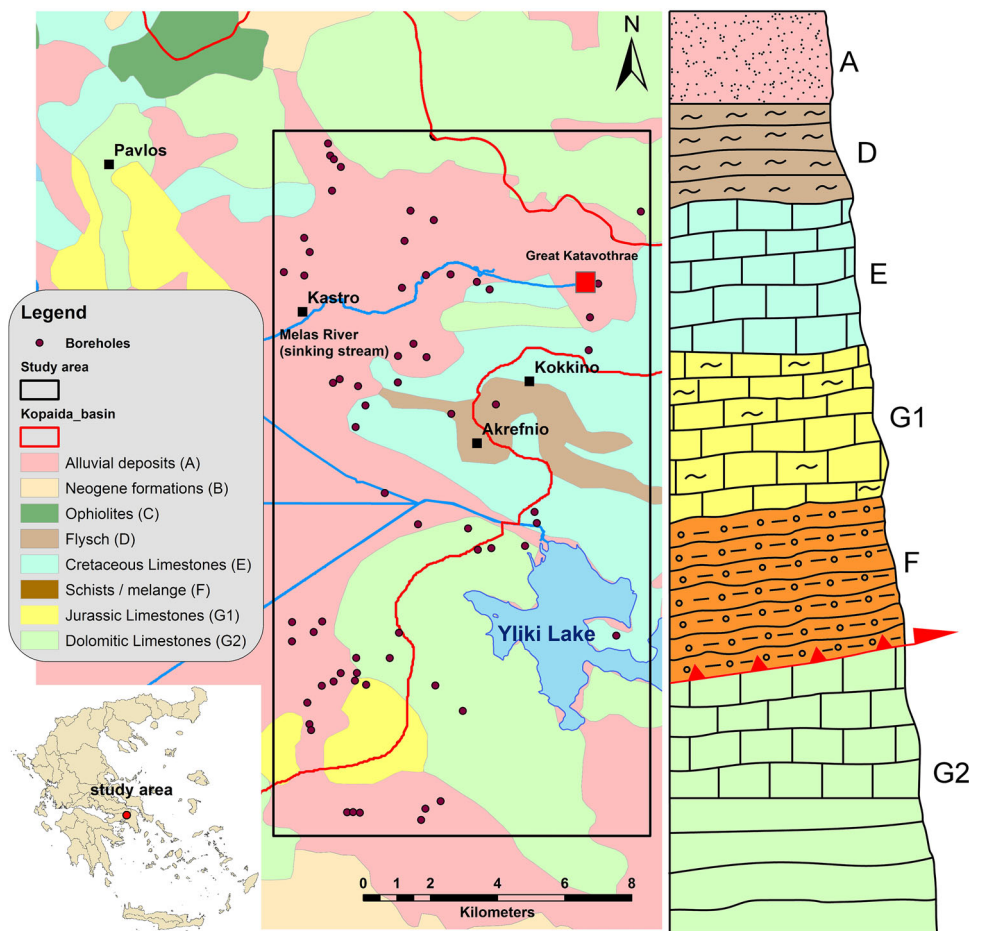 N
Pavlos
Great Katavothrae
Kastro
Melas River
(sinking stream)
Kokkino
Akrefnio
Yliki Lake
Legend
Boreholes
Study area
Kopaida_basin
Alluvial deposits (A)
Neogene formations (B)
Ophiolites (C)
Flysch (D)
Cretaceous Limestones (E)
Schists / melange (F)
Jurassic Limestones (G1)
Dolomitic Limestones (G2)
study area
0 1 2 4 6 8
Kilometers
A
D
E
G1
F
G2